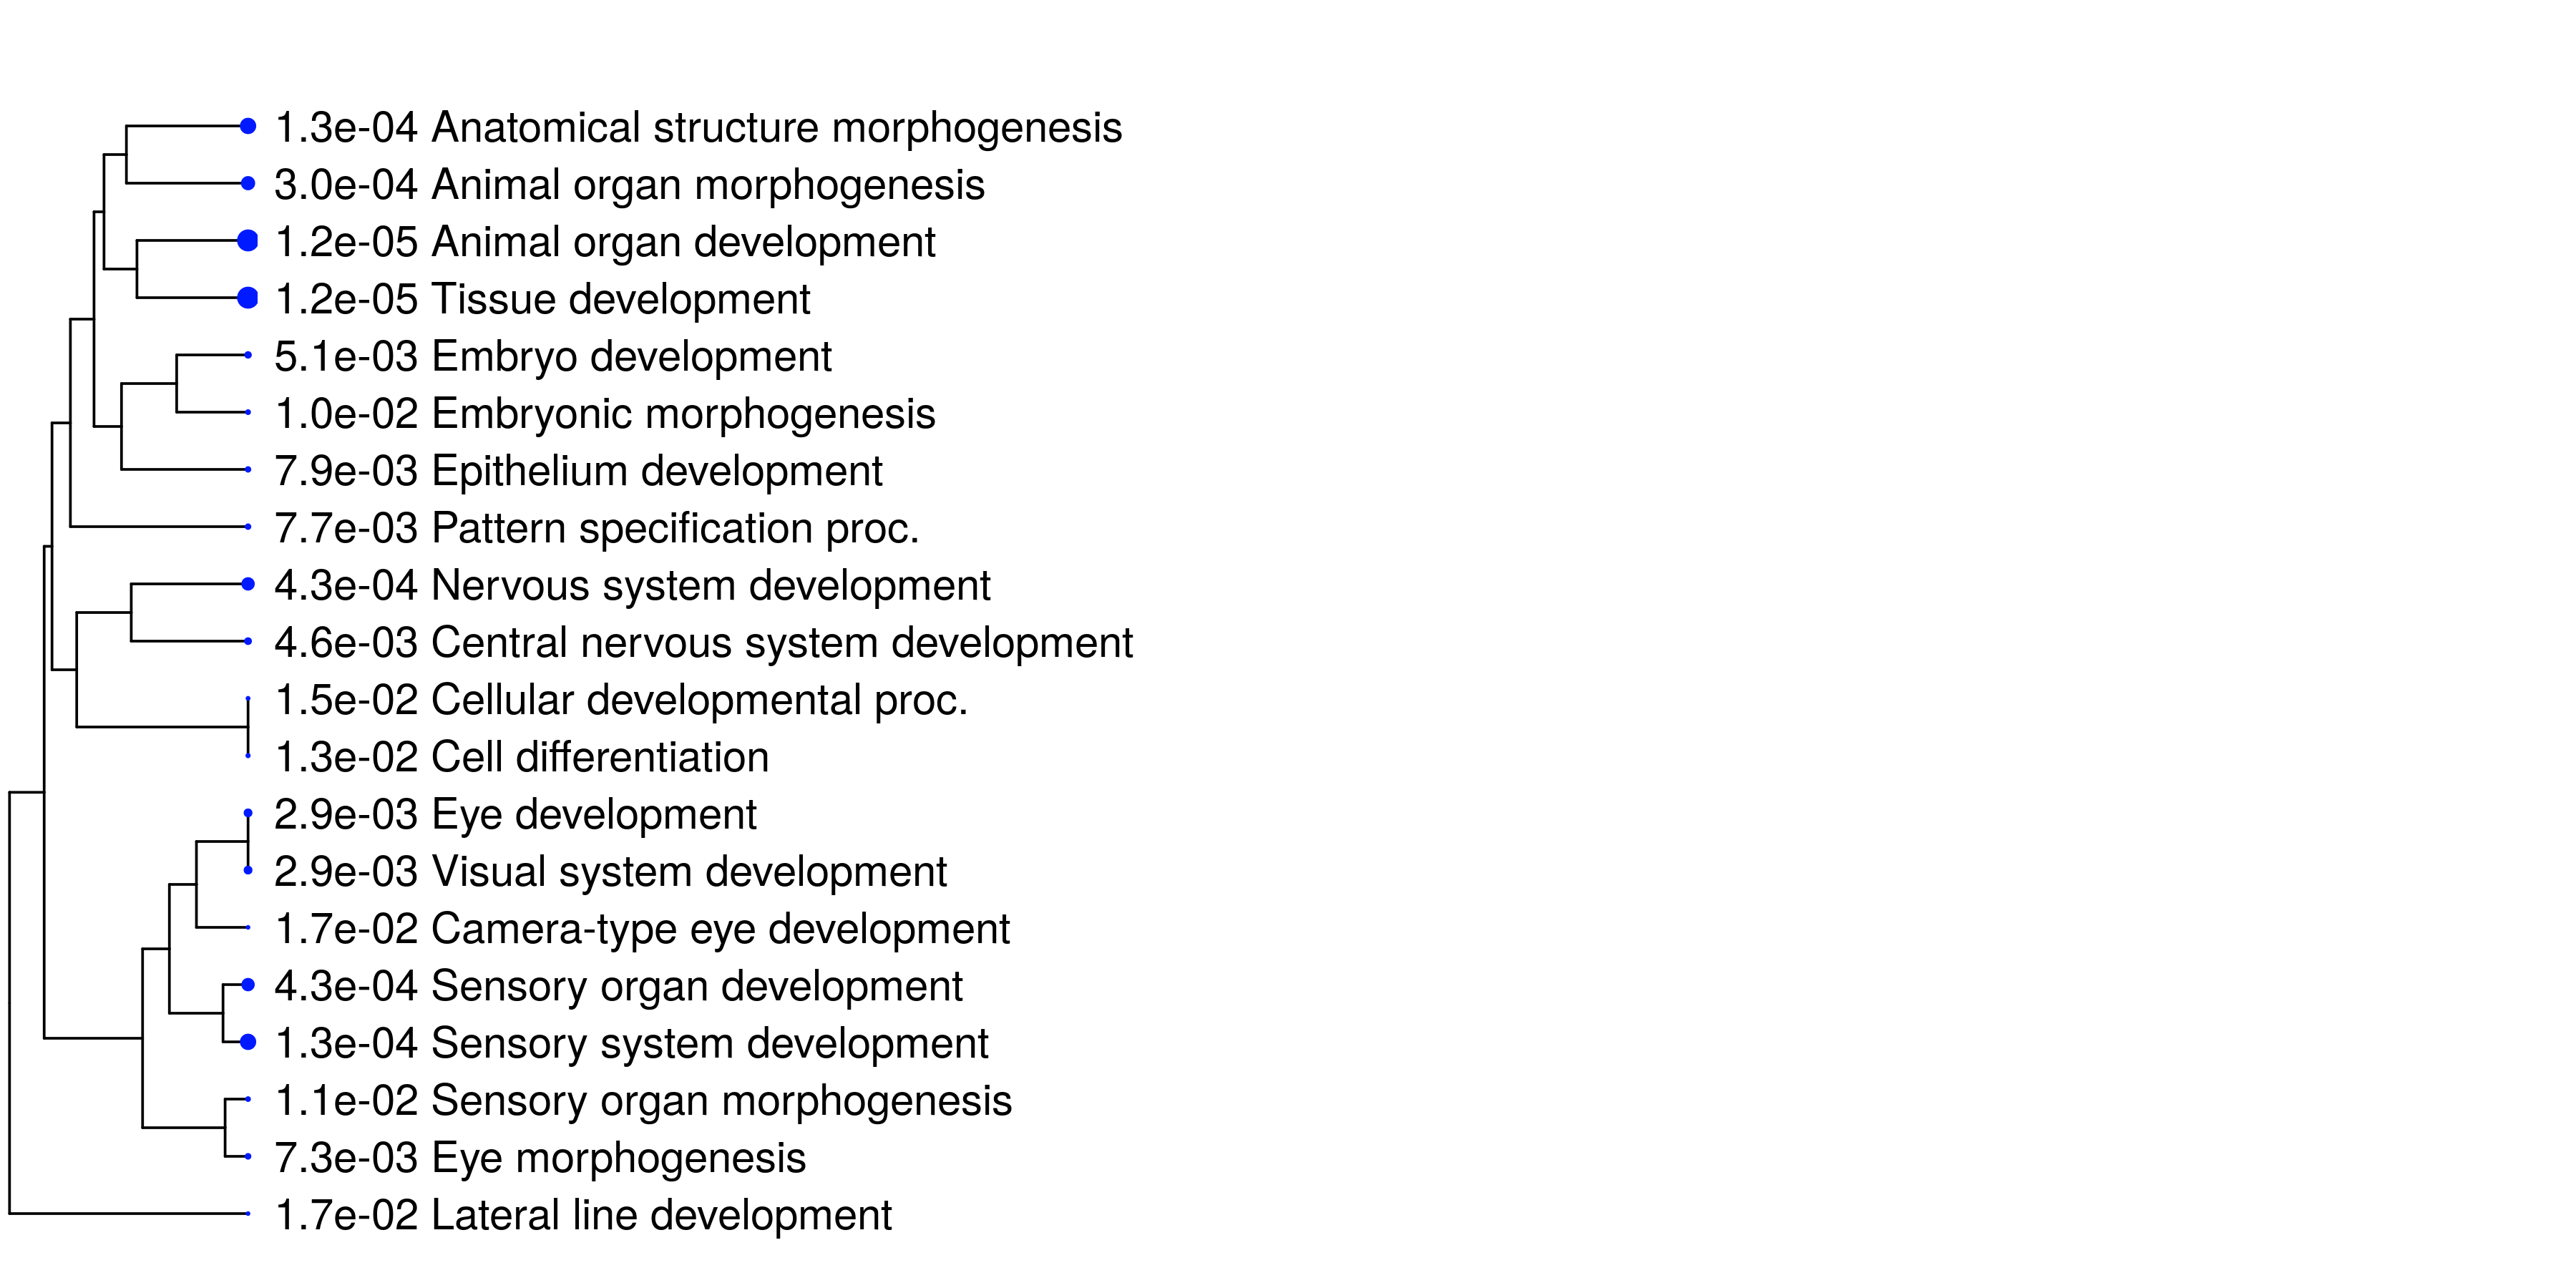 1.3e-04 Anatomical structure morphogenesis
3.0e-04 Animal organ morphogenesis
1.2e-05 Animal organ development
1.2e-05 Tissue development
5.1e-03 Embryo development
1.0e-02 Embryonic morphogenesis
7.9e-03 Epithelium development
7.7e-03 Pattern specification proc.
4.3e-04 Nervous system development
4.6e-03 Central nervous system development
1.5e-02 Cellular developmental proc.
1.3e-02 Cell differentiation
2.9e-03 Eye development
2.9e-03 Visual system development
1.7e-02 Camera-type eye development
4.3e-04 Sensory organ development
1.3e-04 Sensory system development
1.1e-02 Sensory organ morphogenesis
7.3e-03 Eye morphogenesis
1.7e-02 Lateral line development